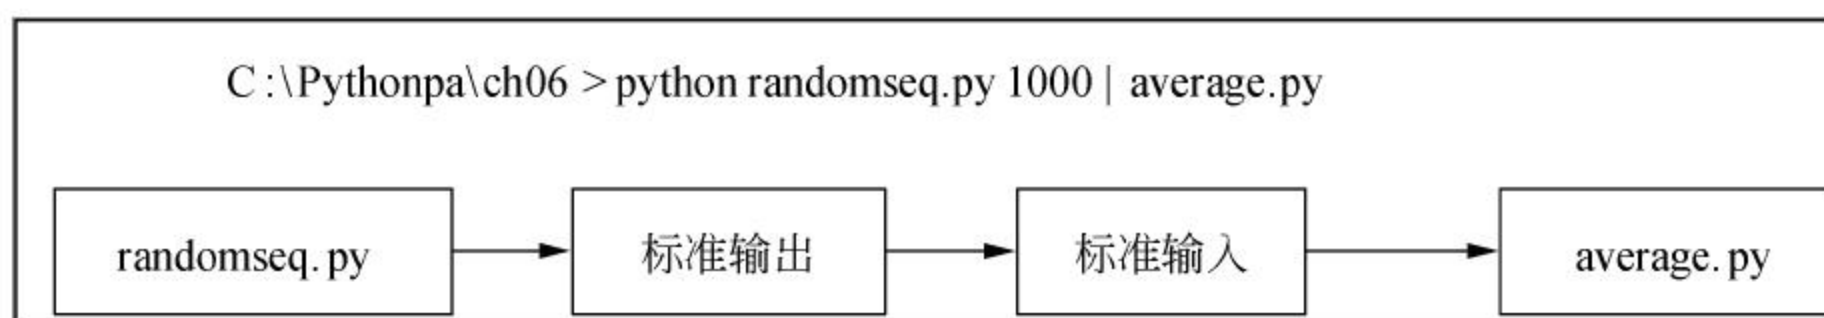 C:\Pythonpa\ch06 >python randomseq.py 1000 | average.py
randomseq.py
标准输出
标准输入
average.py